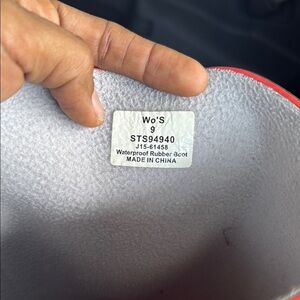 Wo'S
9
STS94940
J15-61458
Waterproof Rubber Boot
MADE IN CHINA